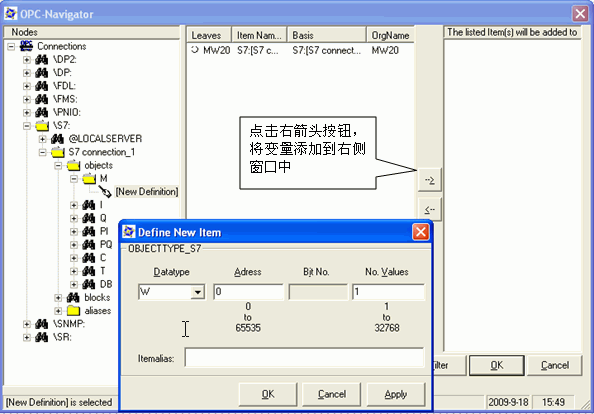 OPC-Navigator
Nodes
Connections
\DP2:
\DP:
\FDL:
\FMS:
\PNIO:
\S7:
@LOCALSERVER
S7 connection_1
objects
M
[New Definition]
I
Q
PI
PQ
C
T
DB
blocks
aliases
\SNMP:
\SR:
Leaves Item Nam... Basis OrgName
MW20 S7:[S7 c... S7:[S7 connect... MW20
The listed Item(s) will be added to
点击右箭头按钮，
将变量添加到右侧
窗口中
-->
<--
Define New Item
OBJECTTYPE_S7
Datatype Adress Bit No. No. Values
W 0 1
0 1
to to
65535 32768
Itemalias:
OK Cancel Apply
ilter OK Cancel
[New Definition] is selected 2009-9-18 15:49